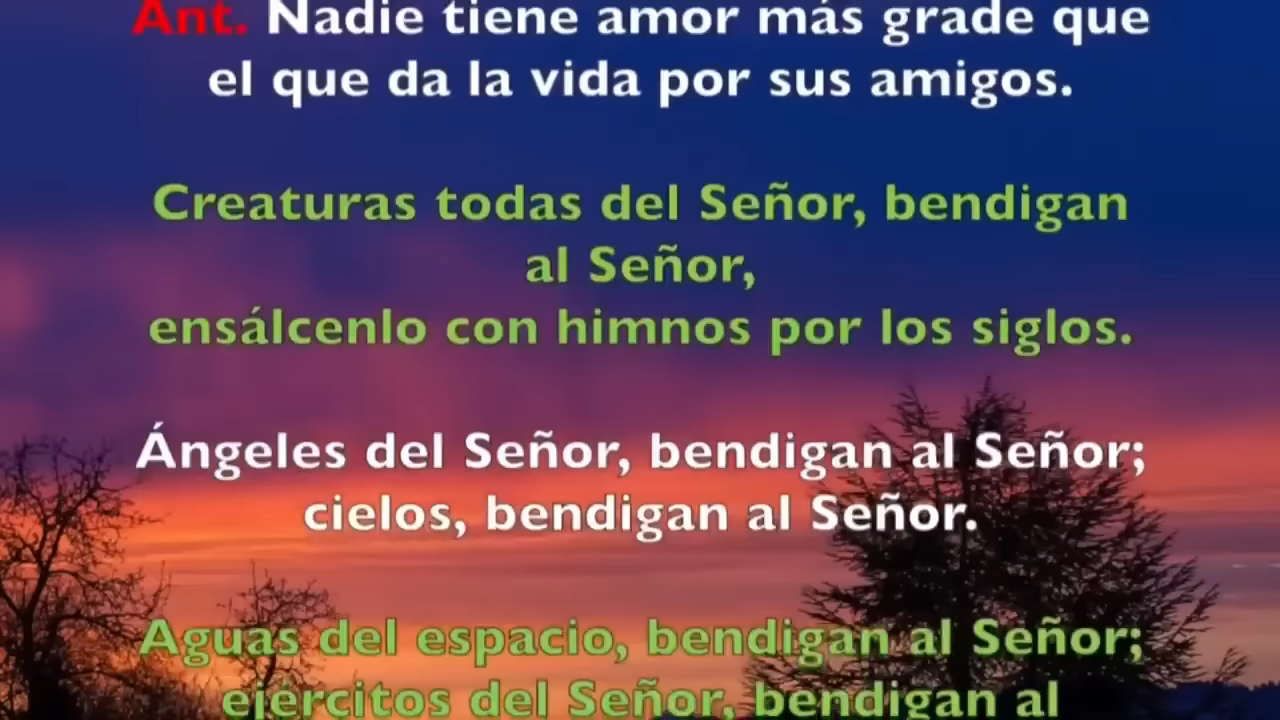 Ant. Nadie tiene amor más grade que
el que da la vida por sus amigos.
Creaturas todas del Señor, bendigan
al Señor,
ensálcenlo con himnos por los siglos.
Ángeles del Señor, bendigan al Señor;
cielos, bendigan al Señor.
Aguas del espacio, bendigan al Señor;
ejércitos del Señor, bendigan al